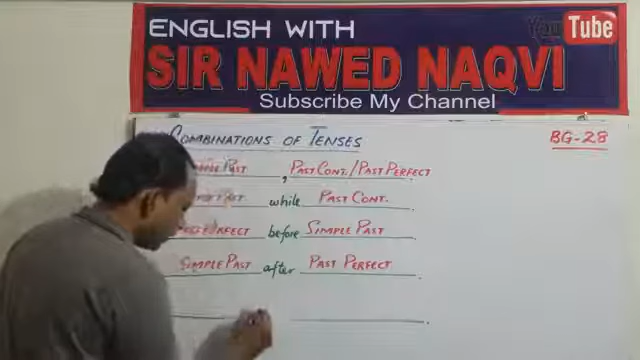 ENGLISH WITH
YouTube
SIR NAWED NAQVI
Subscribe My Channel
COMBINATIONS OF TENSES
BG-28
PAST, PAST CONT./PAST PERFECT
while PAST CONT.
before SIMPLE PAST
SIMPLE PAST after PAST PERFECT